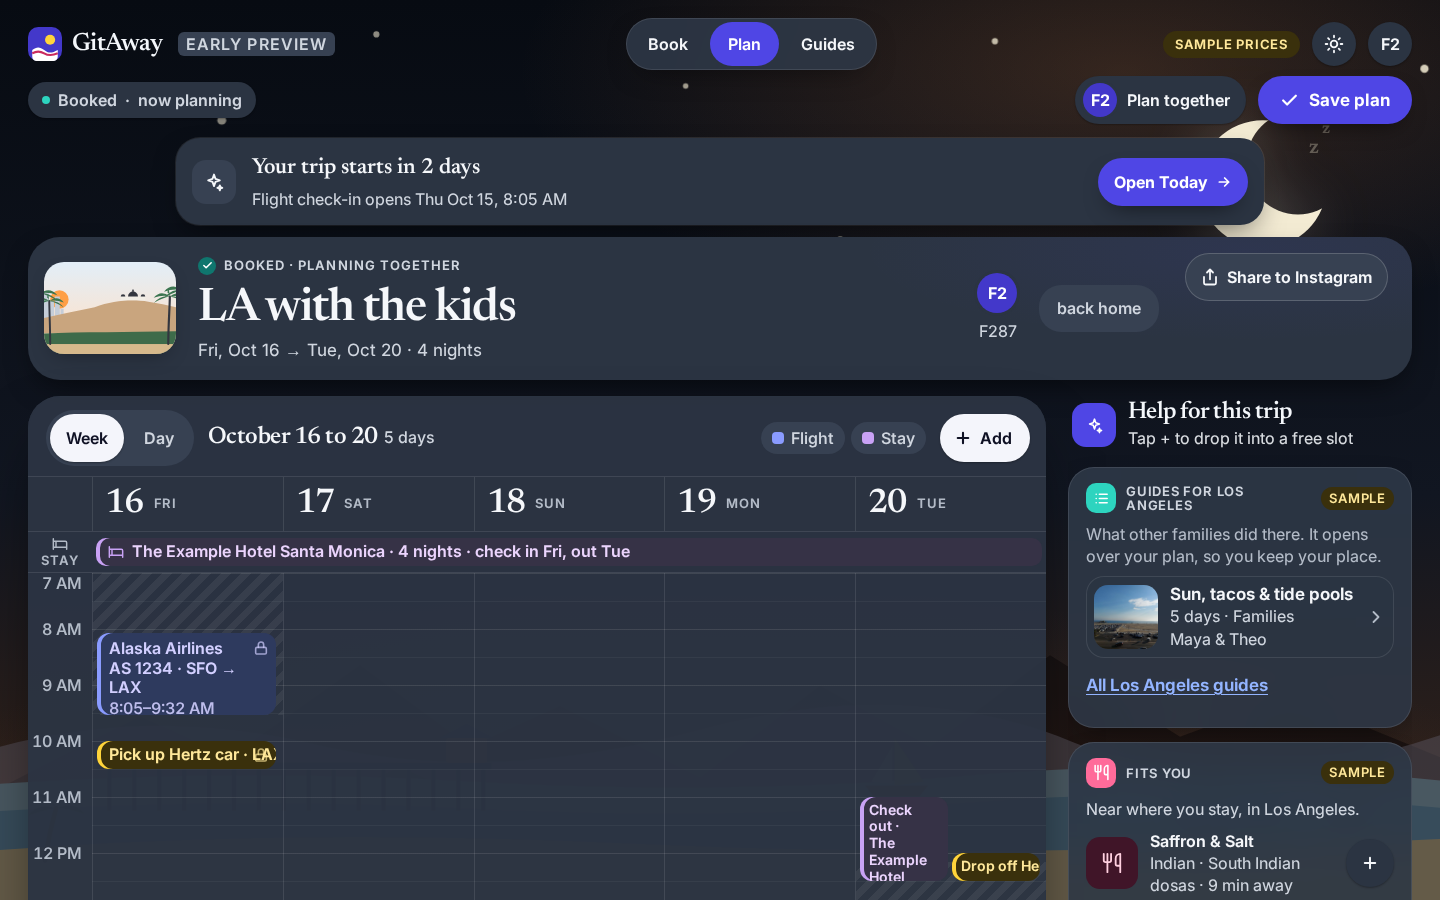 GitAway
EARLY PREVIEW
Book
Plan
Guides
SAMPLE PRICES
F2
Booked · now planning
F2
Plan together
Save plan
z
z
Your trip starts in 2 days
Flight check-in opens Thu Oct 15, 8:05 AM
Open Today →
BOOKED · PLANNING TOGETHER
LA with the kids
Fri, Oct 16 → Tue, Oct 20 · 4 nights
F2
F287
back home
Share to Instagram
Week
Day
October 16 to 20 5 days
Flight
Stay
+ Add
16 FRI
17 SAT
18 SUN
19 MON
20 TUE
STAY
The Example Hotel Santa Monica · 4 nights · check in Fri, out Tue
7 AM
8 AM
9 AM
10 AM
11 AM
12 PM
Alaska Airlines
AS 1234 · SFO →
LAX
8:05–9:32 AM
Pick up Hertz car · LAX
Check
out ·
The
Example
Hotel
Drop off He
Help for this trip
Tap + to drop it into a free slot
GUIDES FOR LOS
ANGELES
SAMPLE
What other families did there. It opens
over your plan, so you keep your place.
Sun, tacos & tide pools
5 days · Families
Maya & Theo
All Los Angeles guides
FITS YOU
SAMPLE
Near where you stay, in Los Angeles.
Saffron & Salt
Indian · South Indian
dosas · 9 min away
+